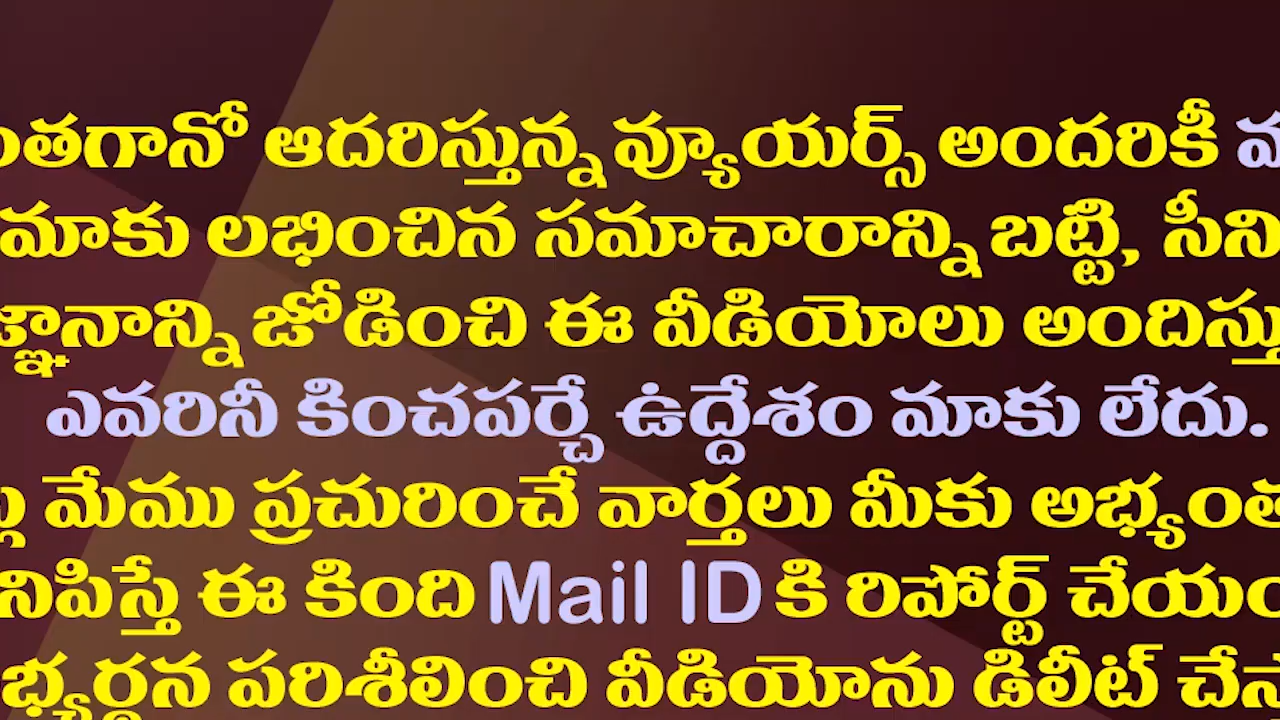 ంతగానో ఆదరిస్తున్న వ్యూయర్స్ అందరికీ
మాకు లభించిన సమాచారాన్ని బట్టి, సీని
జ్ఞానాన్ని జోడించి ఈ వీడియోలు అందిస్తు
ఎవరినీ కించపర్చే ఉద్దేశం మాకు లేదు.
మేము ప్రచురించే వార్తలు మీకు అభ్యంత
నిపిస్తే ఈ కింది Mail ID కి రిపోర్ట్ చేయం
భ్యర్థన పరిశీలించి వీడియోను డిలీట్ చేస